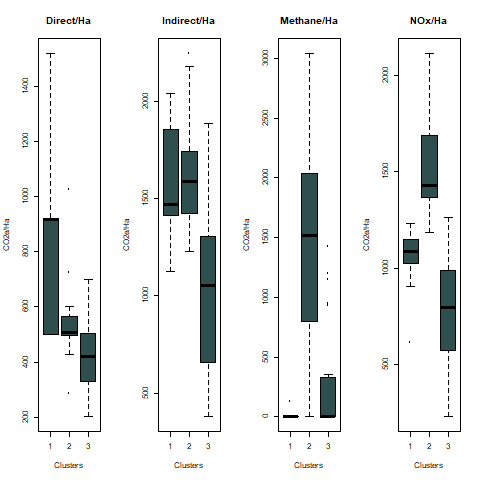 Direct/Ha
Indirect/Ha
Methane/Ha
NOx/Ha
CO2e/Ha
200
400
600
800
1000
1200
1400
1
2
3
Clusters
CO2e/Ha
500
1000
1500
2000
1
2
3
Clusters
CO2e/Ha
0
500
1000
1500
2000
2500
3000
1
2
3
Clusters
CO2e/Ha
500
1000
1500
2000
1
2
3
Clusters